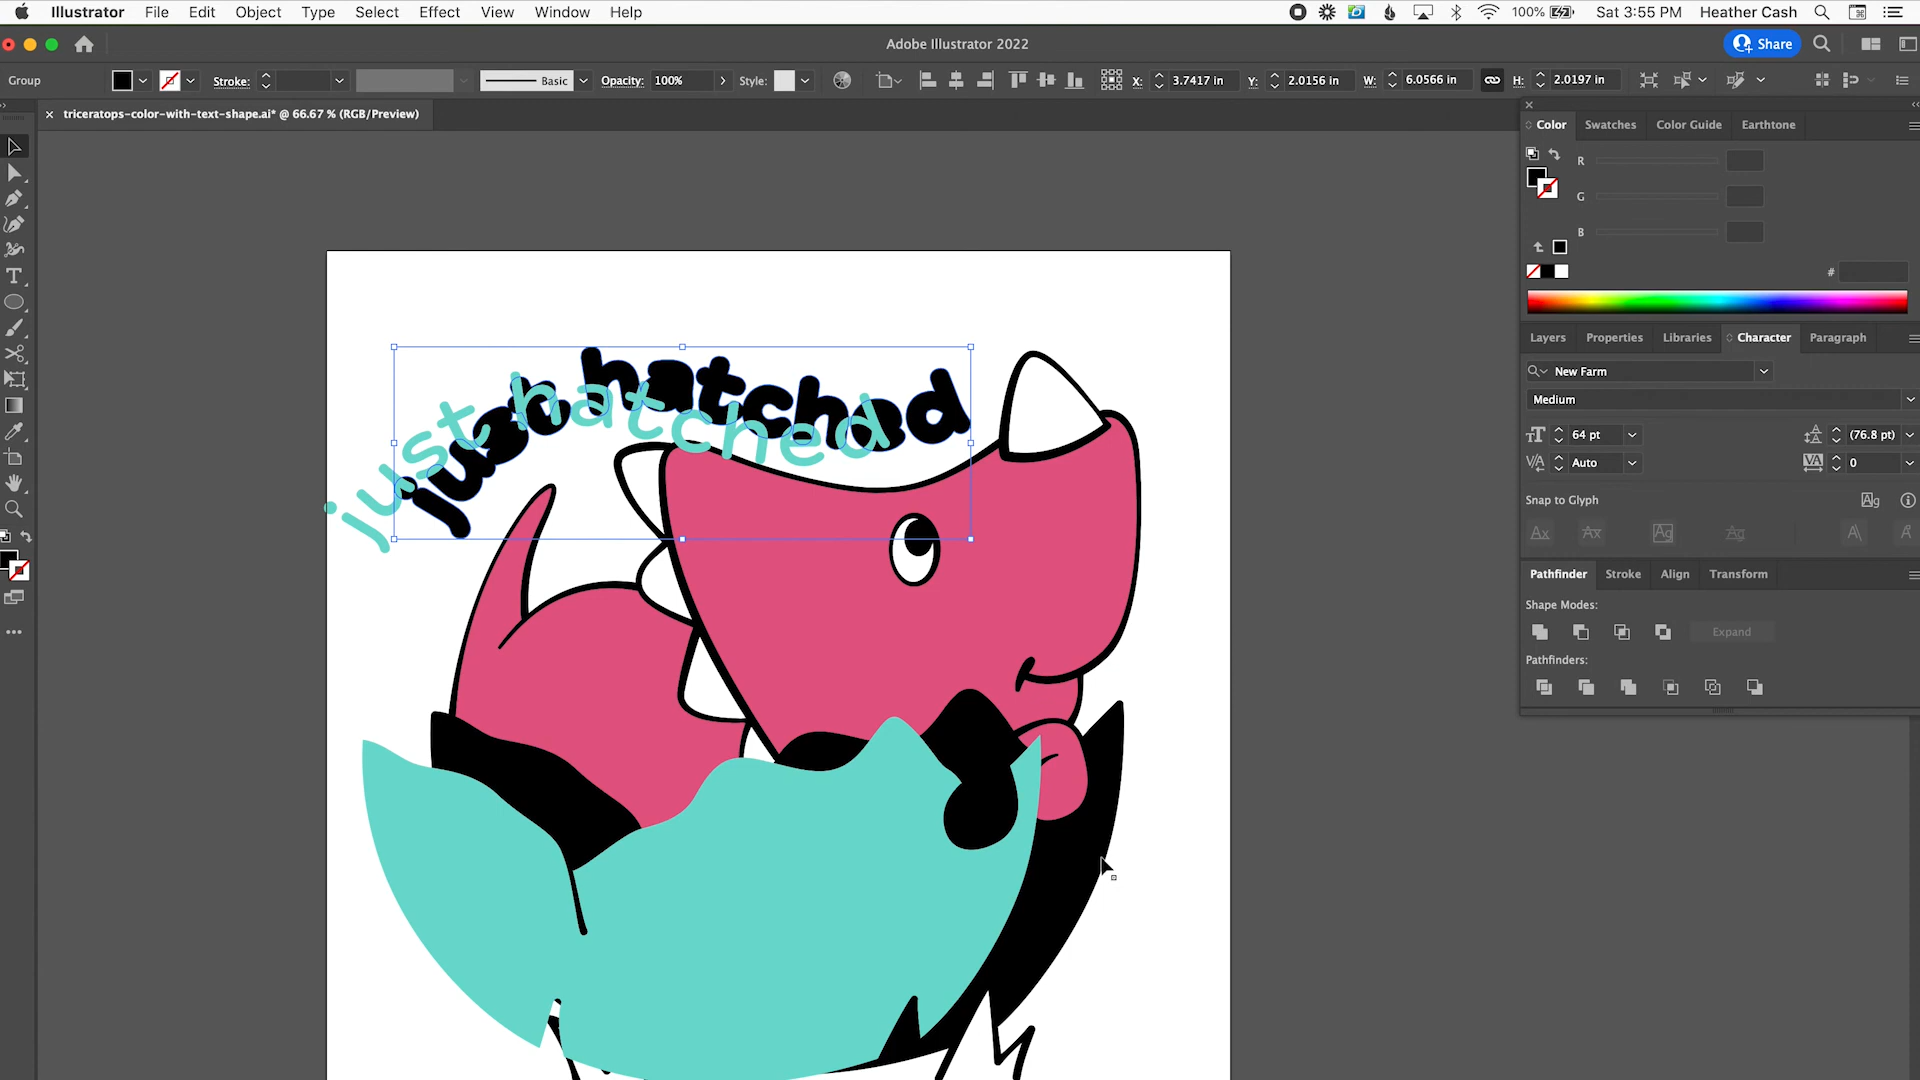 Illustrator File Edit Object Type Select Effect View Window Help 100% Sat 3:55 PM Heather Cash
Adobe Illustrator 2022 Share
Group Stroke: Basic Opacity: 100% Style: X: 3.7417 in Y: 2.0156 in W: 6.0566 in H: 2.0197 in
triceratops-color-with-text-shape.ai* @ 66.67 % (RGB/Preview)
Color Swatches Color Guide Earthtone
R
G
B
#
Layers Properties Libraries Character Paragraph
New Farm
Medium
64 pt (76.8 pt)
Auto 0
Snap to Glyph
Pathfinder Stroke Align Transform
Shape Modes:
Expand
Pathfinders:
just hatched
just hatched